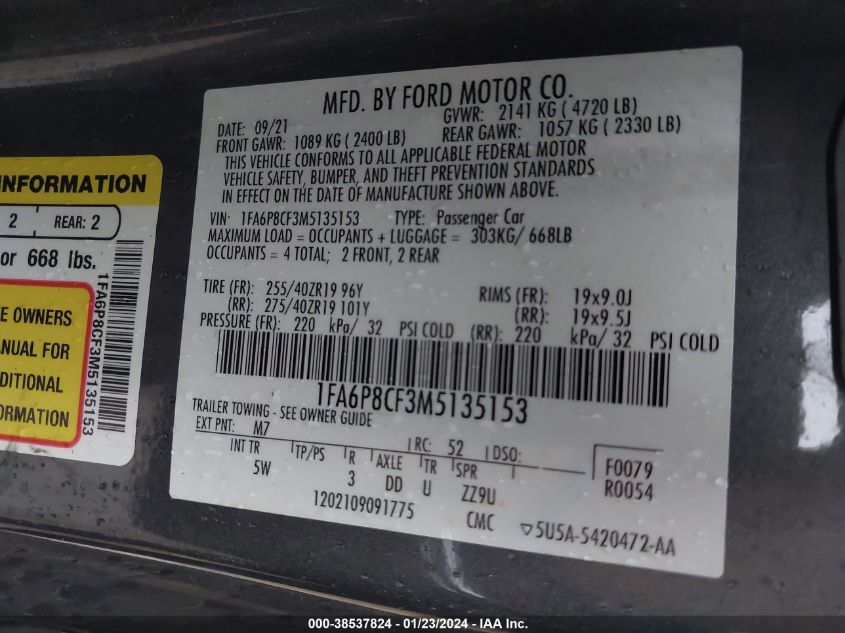 INFORMATION
2 REAR: 2
or 668 lbs.
1FA6P8CF3M5135153
E OWNERS
ANUAL FOR
DITIONAL
FORMATION
MFD. BY FORD MOTOR CO.
DATE: 09/21 GVWR: 2141 KG ( 4720 LB)
FRONT GAWR: 1089 KG ( 2400 LB) REAR GAWR: 1057 KG ( 2330 LB)
THIS VEHICLE CONFORMS TO ALL APPLICABLE FEDERAL MOTOR
VEHICLE SAFETY, BUMPER, AND THEFT PREVENTION STANDARDS
IN EFFECT ON THE DATE OF MANUFACTURE SHOWN ABOVE.
VIN: 1FA6P8CF3M5135153 TYPE: Passenger Car
MAXIMUM LOAD = OCCUPANTS + LUGGAGE = 303KG/ 668LB
OCCUPANTS = 4 TOTAL; 2 FRONT, 2 REAR
TIRE (FR): 255/40ZR19 96Y RIMS (FR): 19x9.0J
(RR): 275/40ZR19 101Y (RR): 19x9.5J
PRESSURE (FR): 220 kPa/ 32 PSI COLD (RR): 220 kPa/ 32 PSI COLD
1FA6P8CF3M5135153
TRAILER TOWING - SEE OWNER GUIDE
EXT PNT: M7 RC: 52 DSO:
INT TR TP/PS R AXLE TR SPR F0079
5W 3 DD U ZZ9U R0054
1202109091775 CMC 5U5A-5420472-AA
000-38537824 - 01/23/2024 - IAA Inc.